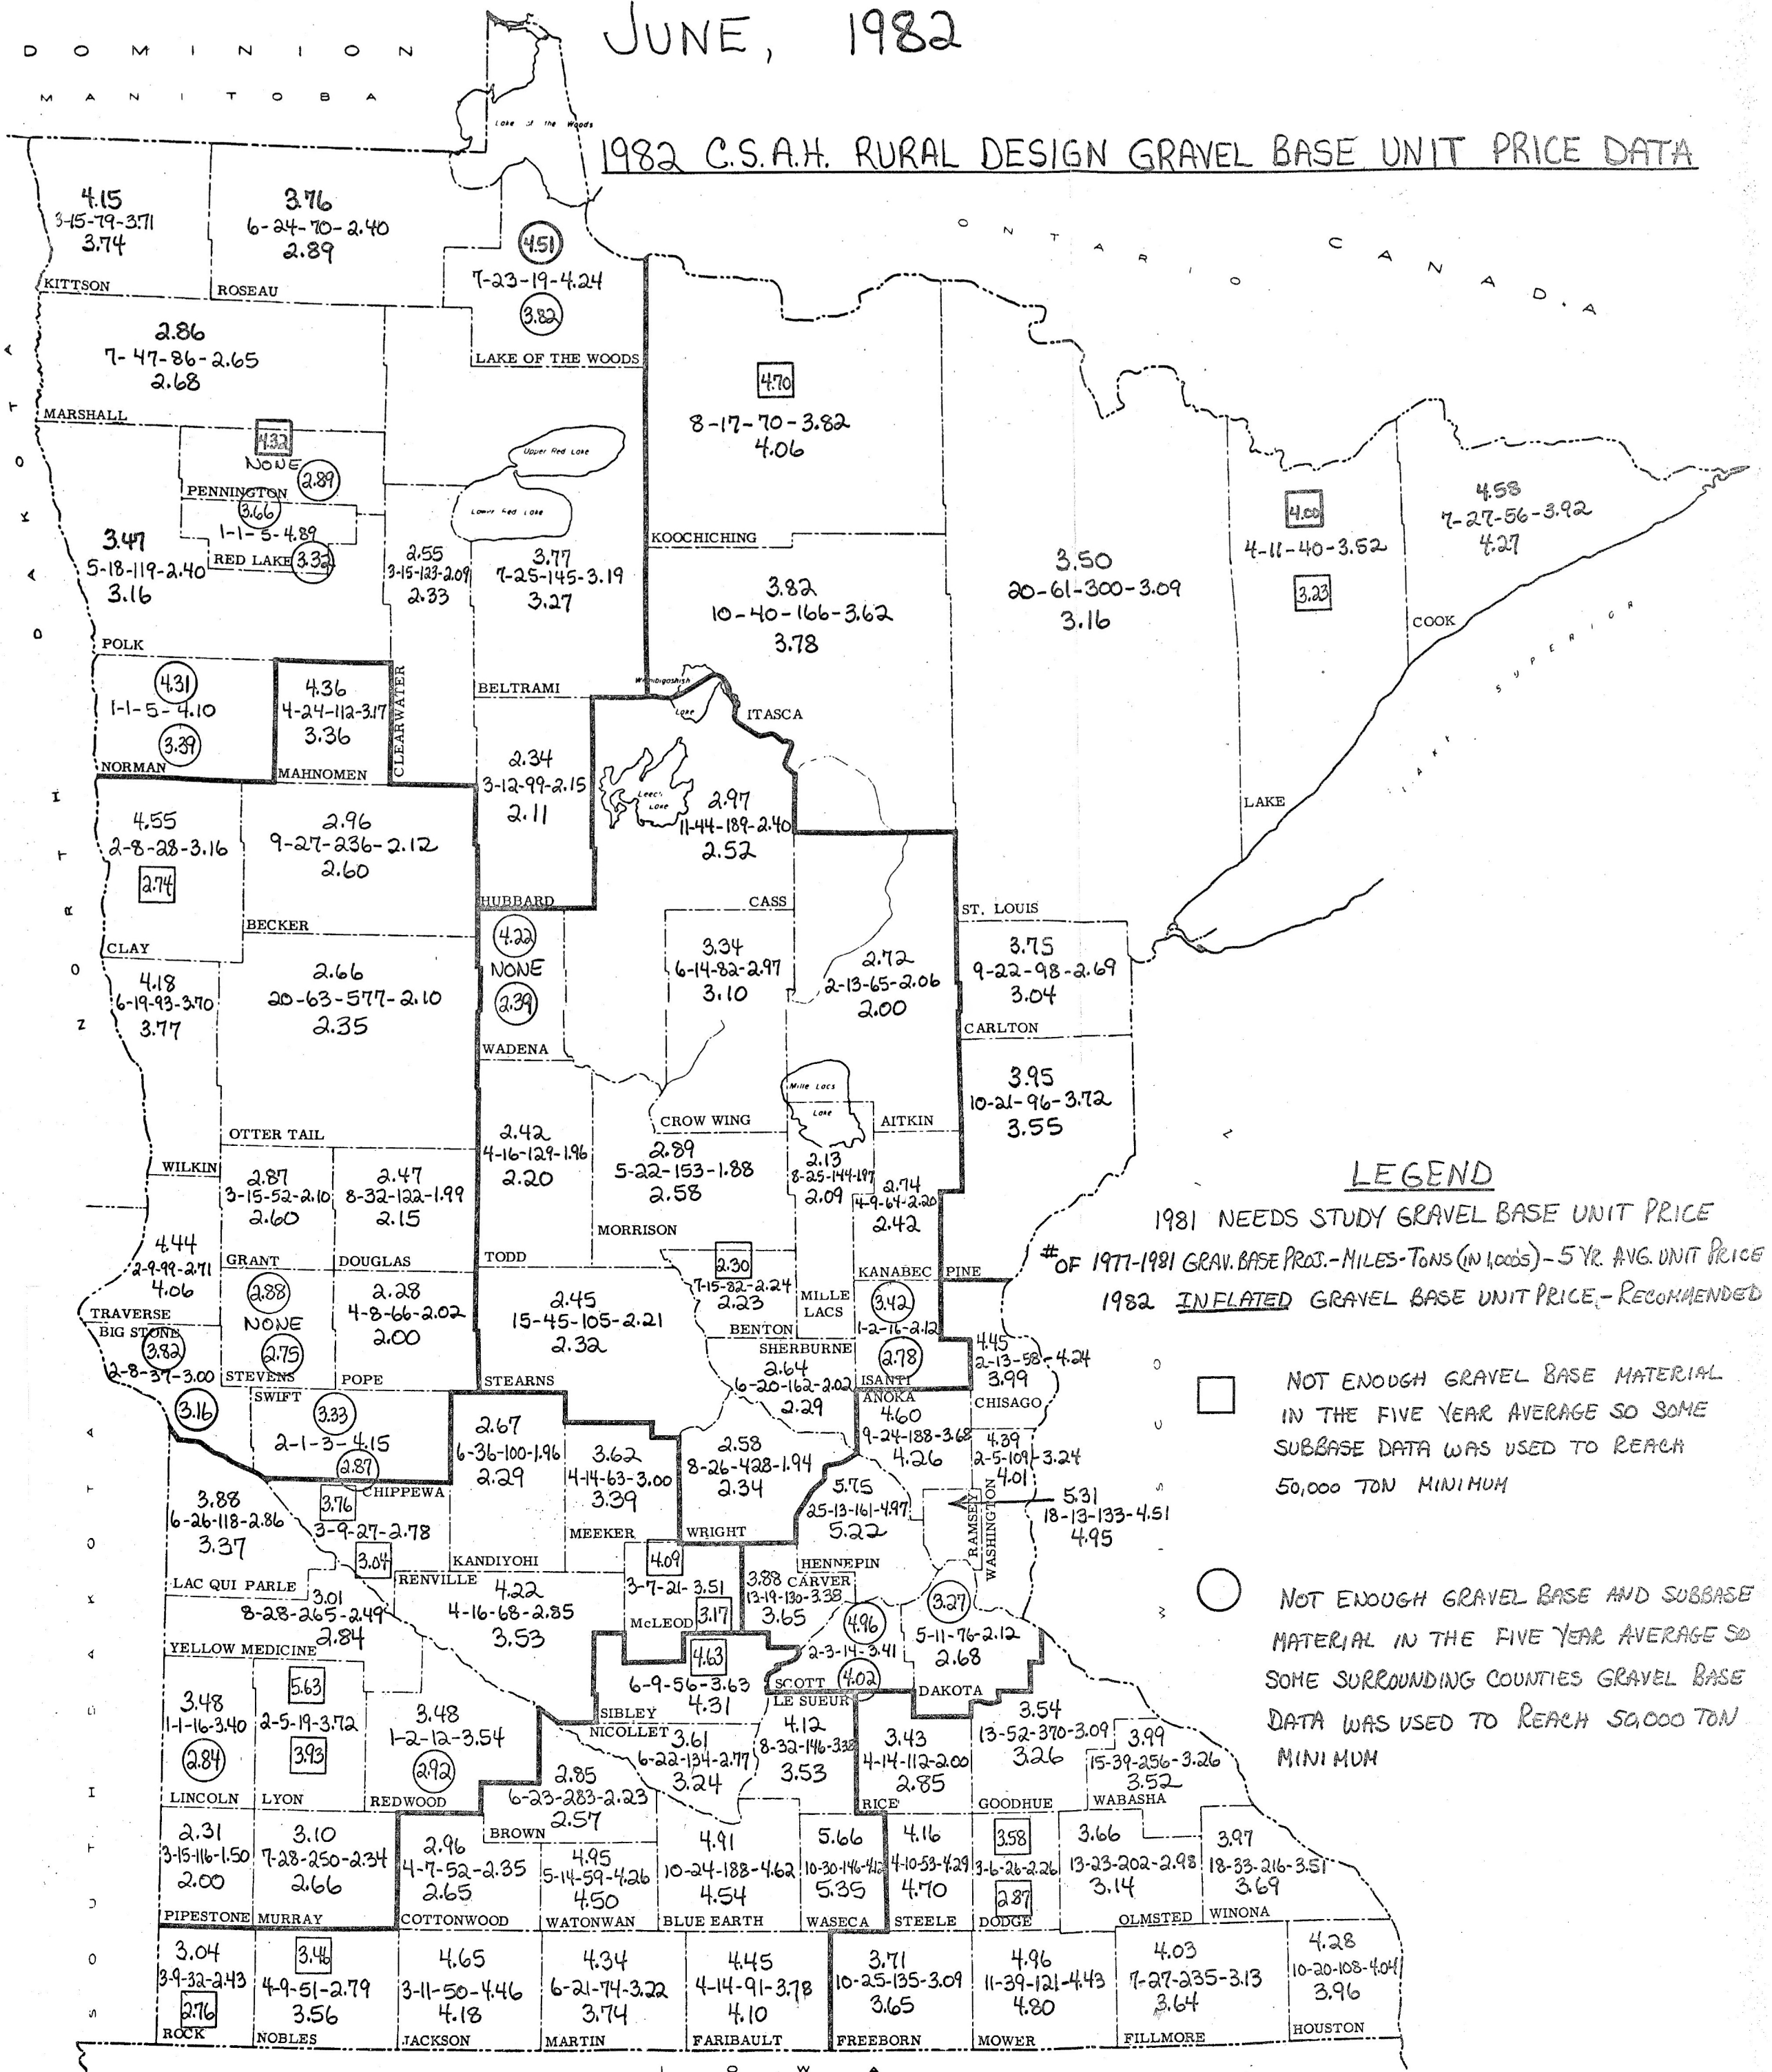 JUNE, 1982
DOMINION
MANITOBA
Lake of the Woods
1982 C.S.A.H. RURAL DESIGN GRAVEL BASE UNIT PRICE DATA
ONTARIO CANADA
4.15
3-15-79-3.71
3.74
KITTSON
3.76
6-24-70-2.40
2.89
ROSEAU
4.51
7-23-19-4.24
3.82
LAKE OF THE WOODS
2.86
7-47-86-2.65
2.68
MARSHALL
4.70
8-17-70-3.82
4.06
KOOCHICHING
4.32
NONE
2.89
PENNINGTON
3.66
1-1-5-4.89
RED LAKE 3.32
Upper Red Lake
Lower Red Lake
3.47
5-18-119-2.40
3.16
POLK
2.55
3-15-123-2.09
2.33
CLEARWATER
3.77
7-25-145-3.19
3.27
BELTRAMI
3.82
10-40-166-3.62
3.78
ITASCA
3.50
20-61-300-3.09
3.16
ST. LOUIS
4.00
4-11-40-3.52
3.23
LAKE
4.58
7-27-56-3.92
4.27
COOK
LAKE SUPERIOR
4.31
1-1-5-4.10
3.39
NORMAN
4.36
4-24-112-3.17
3.36
MAHNOMEN
2.34
3-12-99-2.15
2.11
HUBBARD
Lake
Leech
Lake
2.97
11-44-189-2.40
2.52
CASS
4.55
2-8-28-3.16
2.74
CLAY
2.96
9-27-236-2.12
2.60
BECKER
4.22
NONE
2.39
WADENA
3.34
6-14-82-2.97
3.10
CROW WING
2.72
2-13-65-2.06
2.00
AITKIN
3.75
9-22-98-2.69
3.04
CARLTON
4.18
6-19-93-3.70
3.77
WILKIN
2.66
20-63-577-2.10
2.35
OTTER TAIL
3.95
10-21-96-3.72
3.55
PINE
Mille Lacs
Lake
2.87
3-15-52-2.10
2.60
GRANT
2.47
8-32-122-1.99
2.15
DOUGLAS
2.42
4-16-129-1.96
2.20
TODD
2.89
5-22-153-1.88
2.58
MORRISON
2.13
8-25-144-1.97
2.09
MILLE
LACS
2.74
4-9-64-2.20
2.42
KANABEC
LEGEND
1981 NEEDS STUDY GRAVEL BASE UNIT PRICE
# OF 1977-1981 GRAV. BASE PROJ.-MILES-TONS (IN 1,000's)-5 YR. AVG. UNIT PRICE
1982 INFLATED GRAVEL BASE UNIT PRICE,-RECOMMENDED
NOT ENOUGH GRAVEL BASE MATERIAL
IN THE FIVE YEAR AVERAGE SO SOME
SUBBASE DATA WAS USED TO REACH
50,000 TON MINIMUM
NOT ENOUGH GRAVEL BASE AND SUBBASE
MATERIAL IN THE FIVE YEAR AVERAGE SO
SOME SURROUNDING COUNTIES GRAVEL BASE
DATA WAS USED TO REACH 50,000 TON
MINIMUM
4.44
2-9-99-2.71
4.06
TRAVERSE
BIG STONE
3.82
2-8-37-3.00
3.16
2.88
NONE
2.75
STEVENS
2.28
4-8-66-2.02
2.00
POPE
2.45
15-45-105-2.21
2.32
STEARNS
2.30
7-15-82-2.24
2.23
BENTON
SHERBURNE
2.64
6-20-162-2.02
2.29
3.42
1-2-16-2.12
2.78
ISANTI
4.45
2-13-58-4.24
3.99
CHISAGO
SWIFT
3.33
2-1-3-4.15
2.87
2.67
6-36-100-1.96
2.29
KANDIYOHI
3.62
4-14-63-3.00
3.39
MEEKER
2.58
8-26-428-1.94
2.34
WRIGHT
ANOKA
4.60
9-24-188-3.68
4.26
4.39
2-5-109-3.24
4.01
WASHINGTON
RAMSEY
5.31
18-13-133-4.51
4.95
5.75
25-13-161-4.97
5.22
HENNEPIN
3.88
6-26-118-2.86
3.37
LAC QUI PARLE
CHIPPEWA
3.76
3-9-27-2.78
3.04
RENVILLE
4.22
4-16-68-2.85
3.53
4.09
3-7-21-3.51
McLEOD 3.17
3.88 CARVER
13-19-130-3.38
3.65
4.96
2-3-14-3.41
SCOTT 4.02
3.27
5-11-76-2.12
2.68
DAKOTA
3.01
8-28-265-2.49
2.84
YELLOW MEDICINE
4.63
6-9-56-3.63
4.31
SIBLEY
3.48
1-1-16-3.40
2.84
LINCOLN
5.63
2-5-19-3.72
3.93
LYON
3.48
1-2-12-3.54
2.92
REDWOOD
NICOLLET
3.61
6-22-134-2.77
3.24
LE SUEUR
4.12
8-32-146-3.38
3.53
3.43
4-14-112-2.00
2.85
RICE
3.54
13-52-370-3.09
3.26
GOODHUE
3.99
15-39-256-3.26
3.52
WABASHA
2.85
6-23-283-2.23
2.57
BROWN
2.31
3-15-116-1.50
2.00
PIPESTONE
3.10
7-28-250-2.34
2.66
MURRAY
2.96
4-7-52-2.35
2.65
COTTONWOOD
4.95
5-14-59-4.26
4.50
WATONWAN
4.91
10-24-188-4.62
4.54
BLUE EARTH
5.66
10-30-146-4.12
5.35
WASECA
4.16
4-10-53-4.29
4.70
STEELE
3.58
3-6-26-2.26
2.87
DODGE
3.66
13-23-202-2.98
3.14
OLMSTED
3.97
18-33-216-3.51
3.69
WINONA
3.04
3-9-32-2.43
2.76
ROCK
3.46
4-9-51-2.79
3.56
NOBLES
4.65
3-11-50-4.46
4.18
JACKSON
4.34
6-21-74-3.22
3.74
MARTIN
4.45
4-14-91-3.78
4.10
FARIBAULT
3.71
10-25-135-3.09
3.65
FREEBORN
4.96
11-39-121-4.43
4.80
MOWER
4.03
7-27-235-3.13
3.64
FILLMORE
4.28
10-20-108-4.04
3.96
HOUSTON